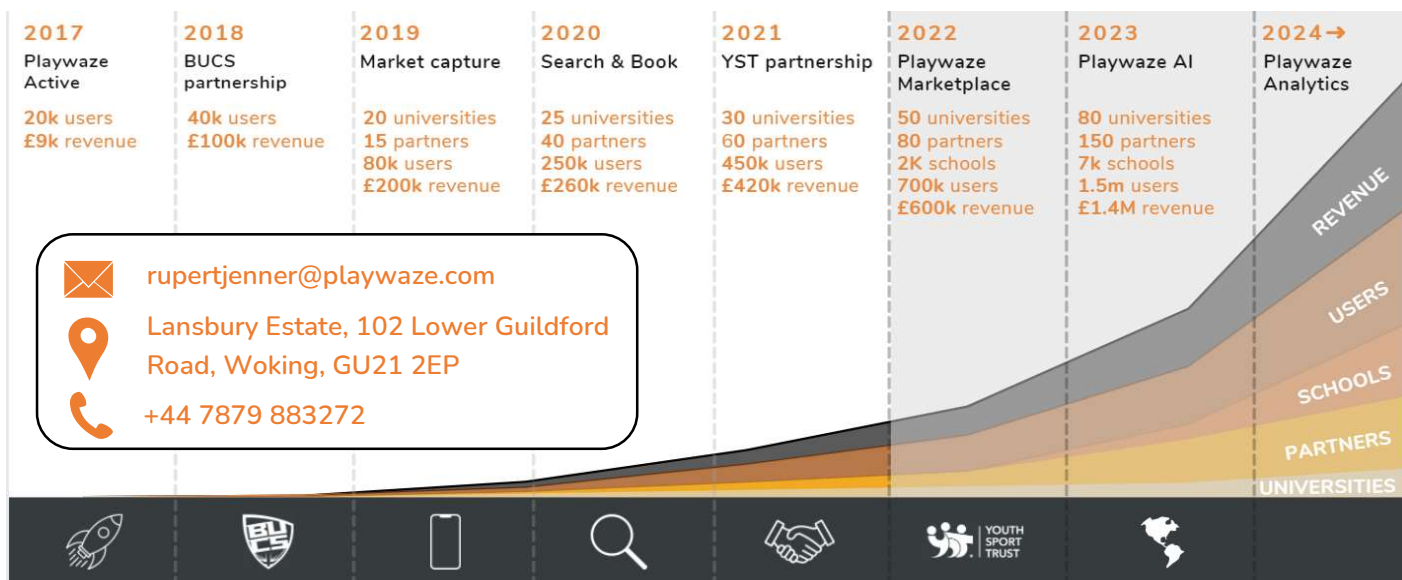 2017
Playwaze
Active
20k users
£9k revenue
2018
BUCS
partnership
40k users
£100k revenue
2019
Market capture
20 universities
15 partners
80k users
£200k revenue
2020
Search & Book
25 universities
40 partners
250k users
£260k revenue
2021
YST partnership
30 universities
60 partners
450k users
£420k revenue
2022
Playwaze
Marketplace
50 universities
80 partners
2K schools
700k users
£600k revenue
2023
Playwaze AI
80 universities
150 partners
7k schools
1.5m users
£1.4M revenue
2024→
Playwaze
Analytics
rupertjenner@playwaze.com
Lansbury Estate, 102 Lower Guildford
Road, Woking, GU21 2EP
+44 7879 883272
REVENUE
USERS
SCHOOLS
PARTNERS
UNIVERSITIES
BU
CS
YOUTH
SPORT
TRUST